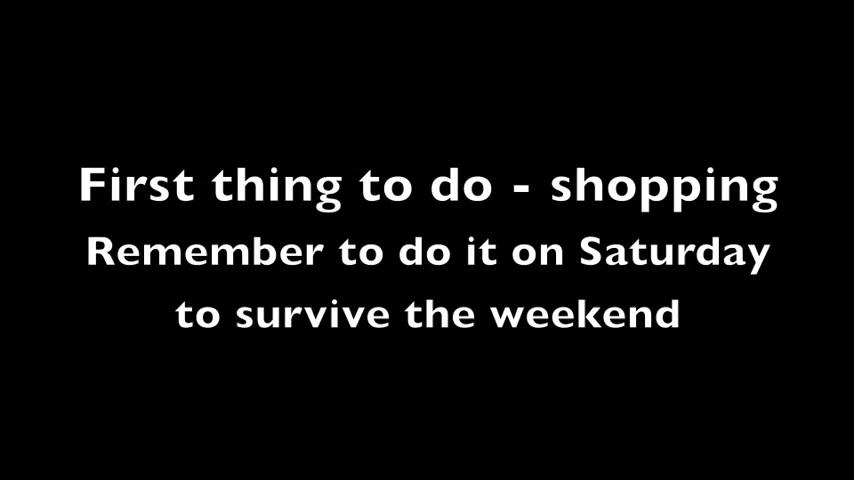 First thing to do - shopping
Remember to do it on Saturday
to survive the weekend